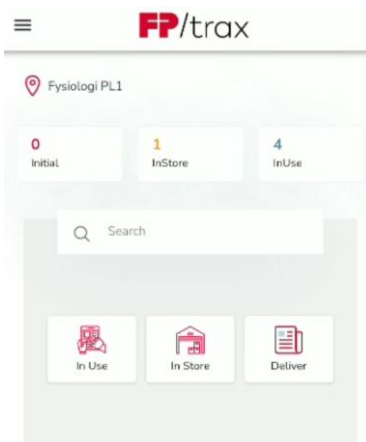 FP/trax
Fysiologi PL1
0
Initial
1
InStore
4
InUse
Search
In Use
In Store
Deliver